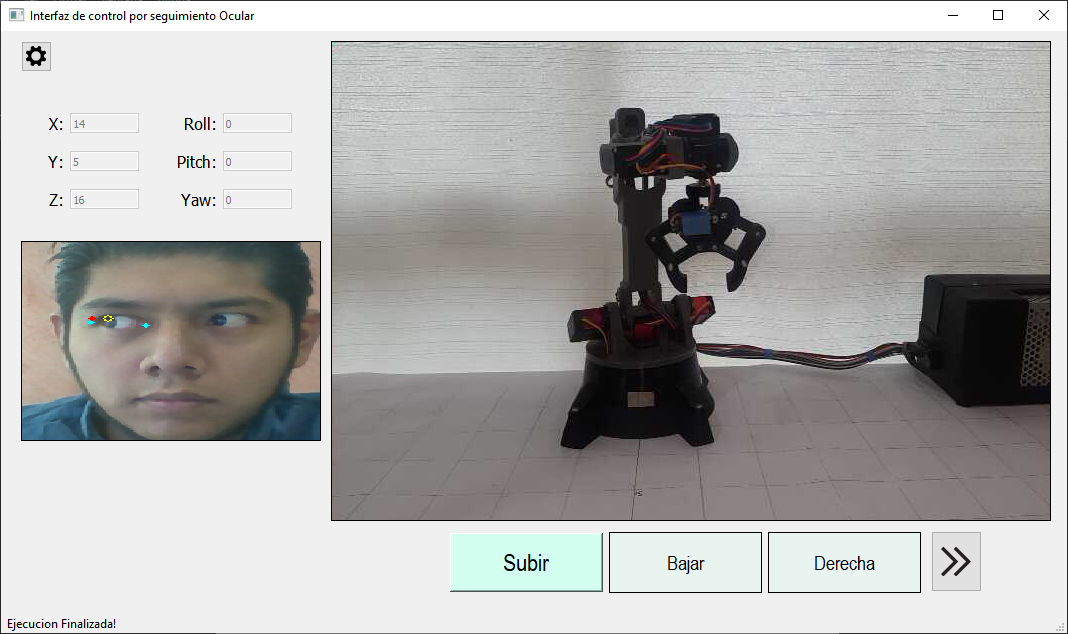 Interfaz de control por seguimiento Ocular
X: 14 Roll: 0
Y: 5 Pitch: 0
Z: 16 Yaw: 0
Subir Bajar Derecha
Ejecucion Finalizada!